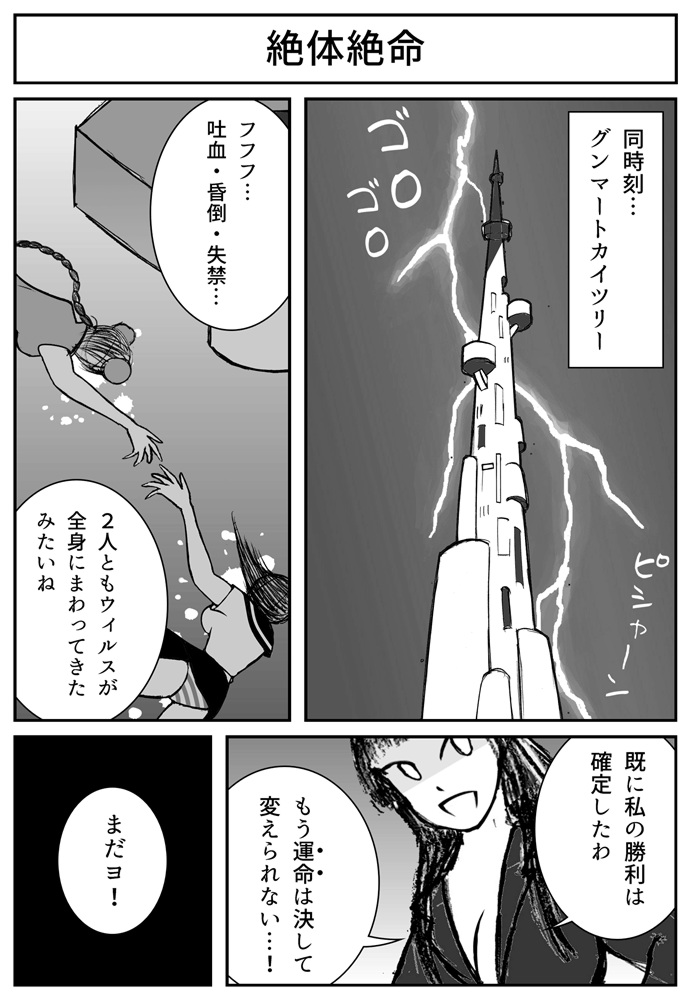 絶体絶命
同時刻…
グンマートカイツリー
ゴロ
ゴロ
ピシャーン
フフフ…
吐血・昏倒・失禁…
２人ともウィルスが
全身にまわってきた
みたいね
既に私の勝利は
確定したわ
もう運命は決して
変えられない…！
まだヨ！